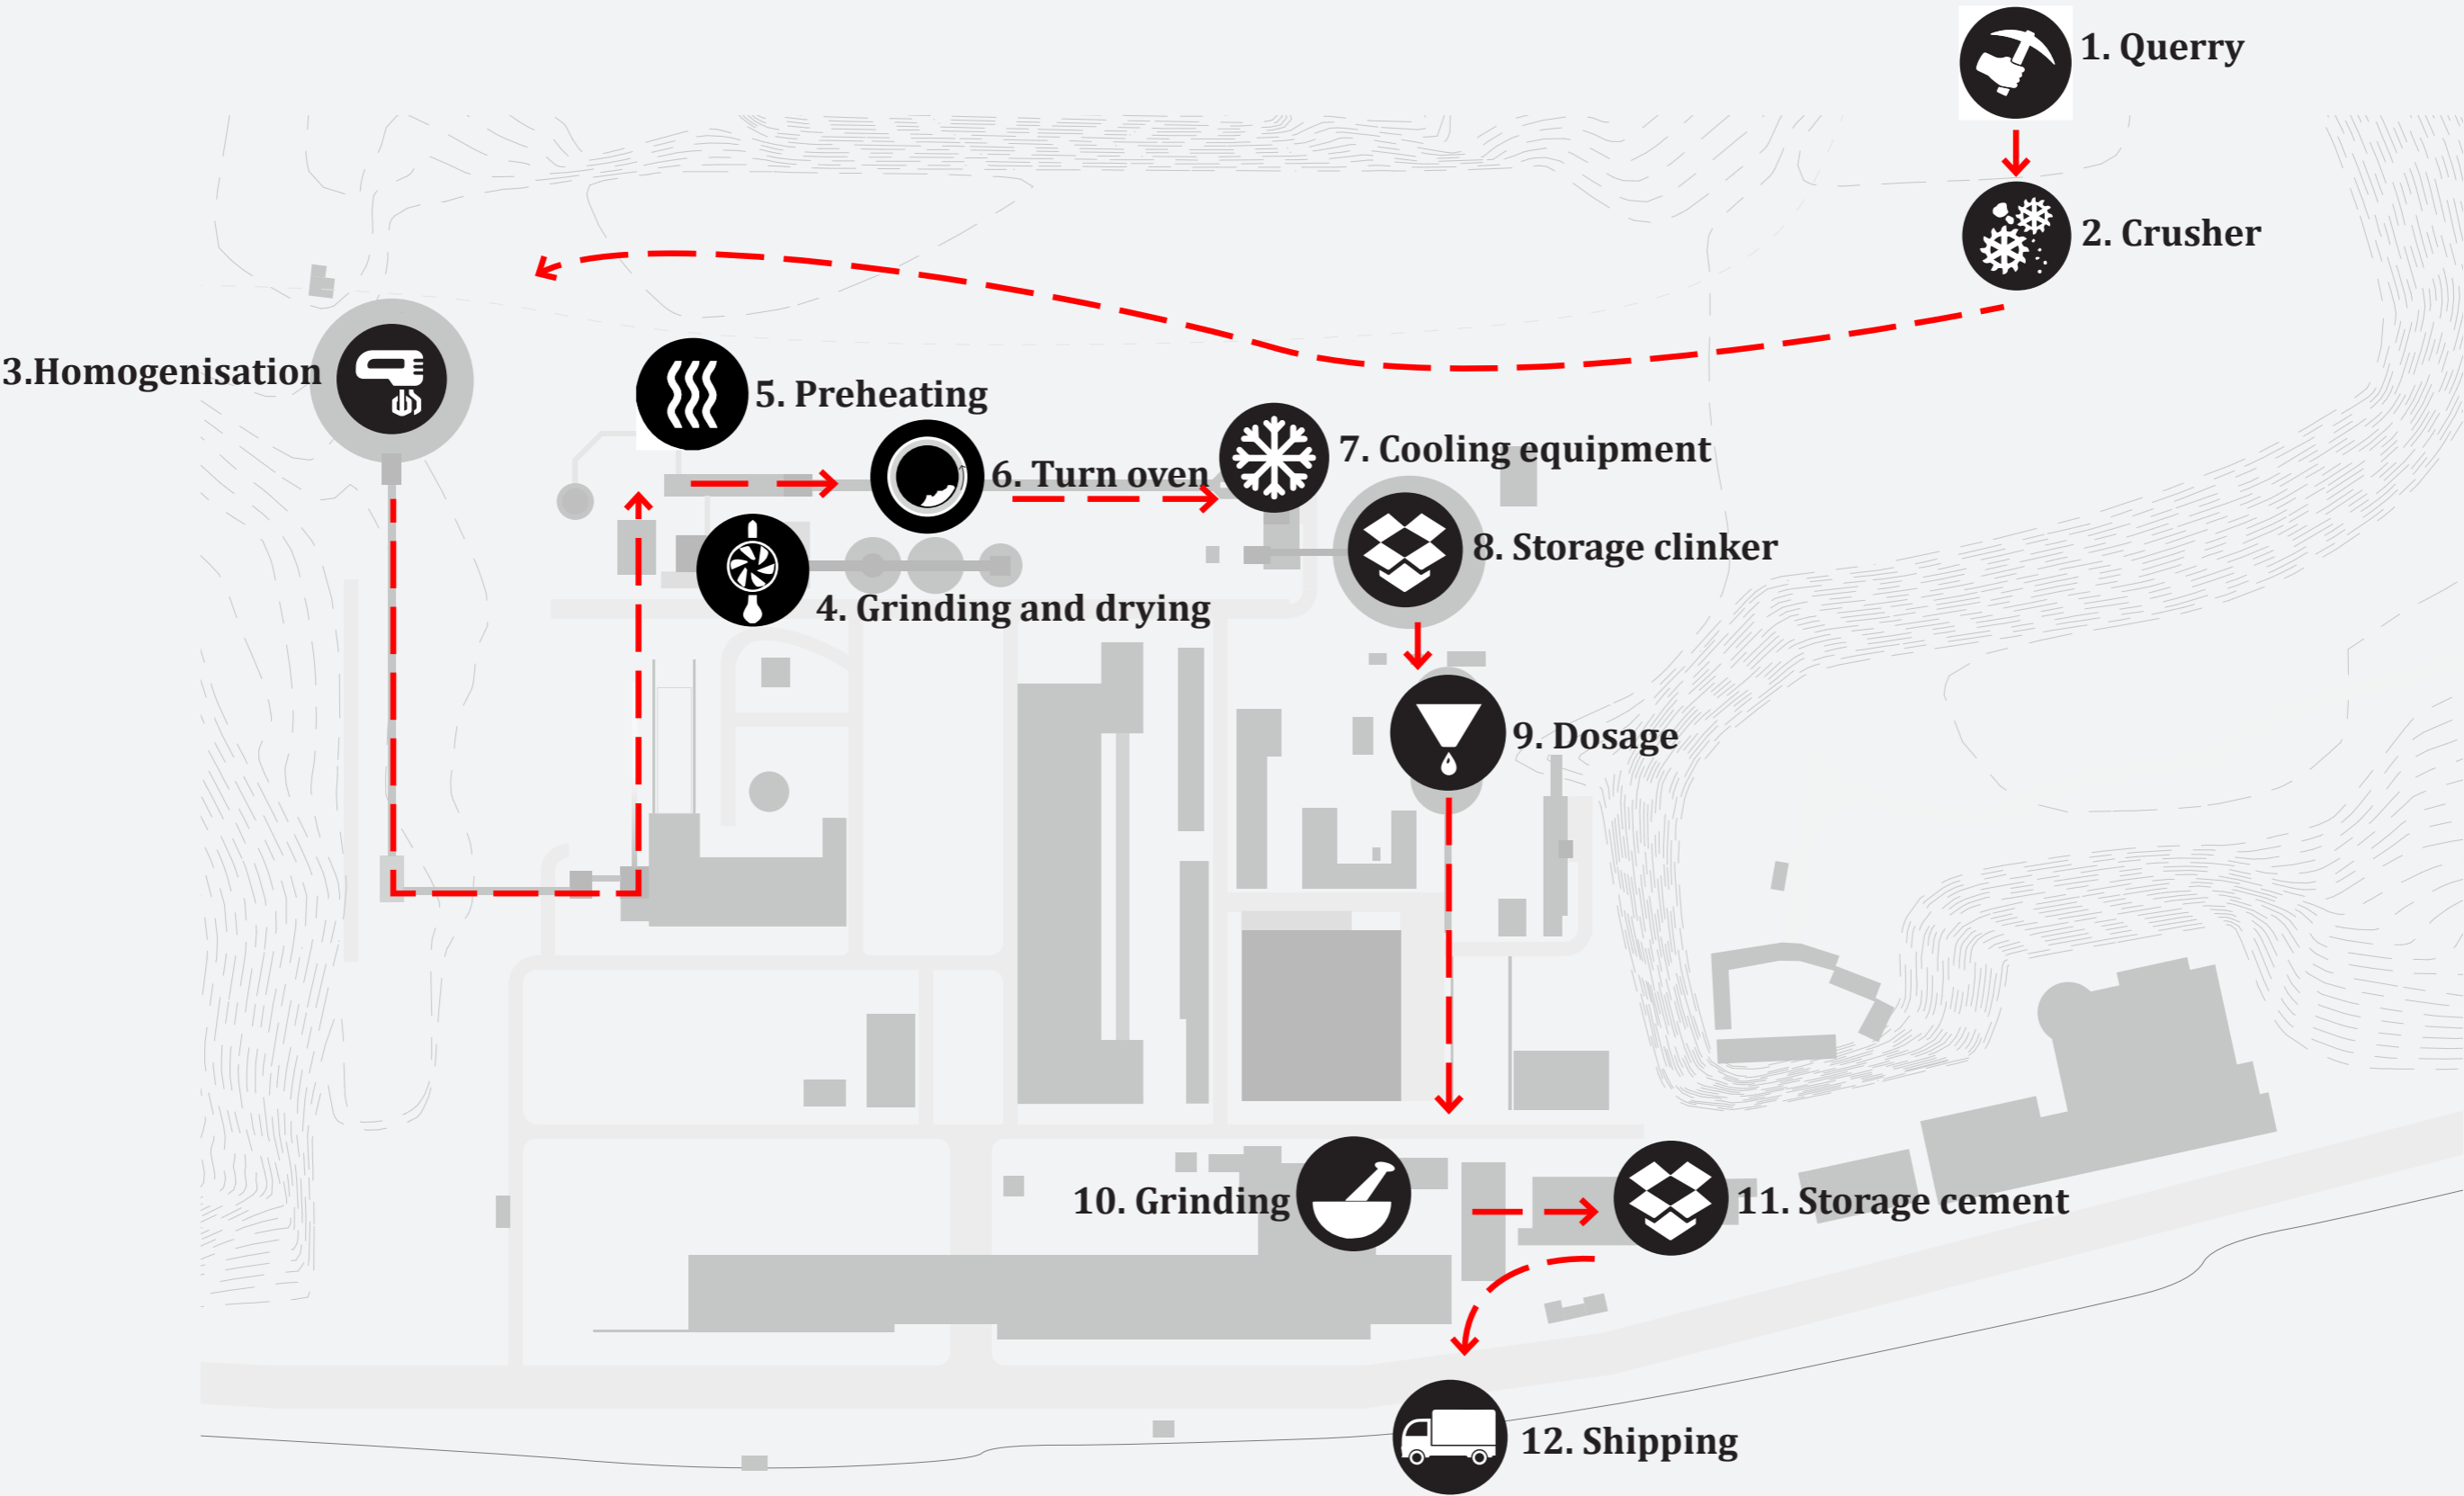 1. Querry
2. Crusher
3.Homogenisation
4. Grinding and drying
5. Preheating
6. Turn oven
7. Cooling equipment
8. Storage clinker
9. Dosage
10. Grinding
11. Storage cement
12. Shipping